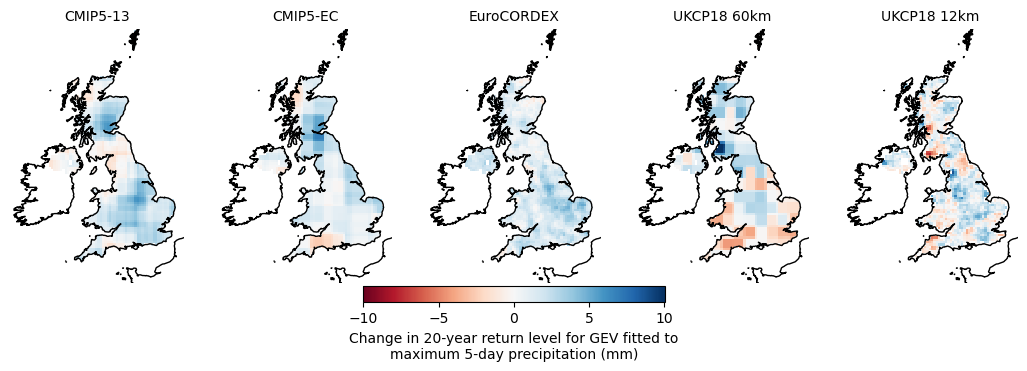 CMIP5-13 CMIP5-EC EuroCORDEX UKCP18 60km UKCP18 12km
−10 −5 0 5 10
Change in 20-year return level for GEV fitted to
maximum 5-day precipitation (mm)